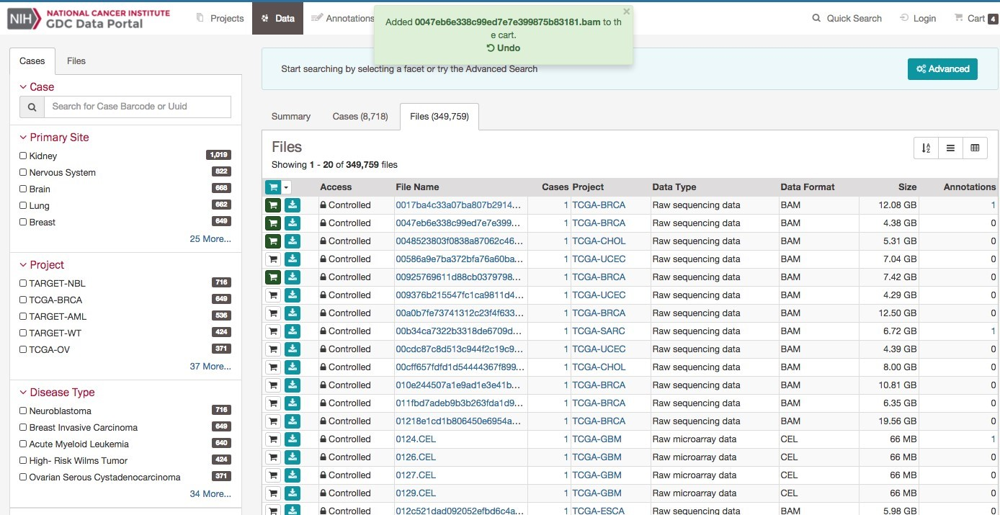 NIH NATIONAL CANCER INSTITUTE
GDC Data Portal
Projects
Data
Annotations
Added 0047eb6e338c99ed7e7e399875b83181.bam to th
e cart.
Undo
×
Quick Search
Login
Cart 4
Cases Files
Case
Search for Case Barcode or Uuid
Primary Site
Kidney 1,019
Nervous System 822
Brain 668
Lung 662
Breast 649
25 More...
Project
TARGET-NBL 716
TCGA-BRCA 649
TARGET-AML 536
TARGET-WT 424
TCGA-OV 371
37 More...
Disease Type
Neuroblastoma 716
Breast Invasive Carcinoma 649
Acute Myeloid Leukemia 640
High- Risk Wilms Tumor 424
Ovarian Serous Cystadenocarcinoma 371
34 More...
Start searching by selecting a facet or try the Advanced Search
Advanced
Summary Cases (8,718) Files (349,759)
Files
Showing 1 - 20 of 349,759 files
Access File Name Cases Project Data Type Data Format Size Annotations
Controlled 0017ba4c33a07ba807b2914... 1 TCGA-BRCA Raw sequencing data BAM 12.08 GB 1
Controlled 0047eb6e338c99ed7e7e399... 1 TCGA-BRCA Raw sequencing data BAM 4.38 GB 0
Controlled 0048523803f0838a87062c46... 1 TCGA-CHOL Raw sequencing data BAM 5.31 GB 0
Controlled 00586a9e7ba372bfa76a60ba... 1 TCGA-UCEC Raw sequencing data BAM 7.04 GB 0
Controlled 00925769611d88cb0379798... 1 TCGA-BRCA Raw sequencing data BAM 7.42 GB 0
Controlled 009376b215547fc1ca9811d4... 1 TCGA-UCEC Raw sequencing data BAM 4.29 GB 0
Controlled 00a0b7fe73741312c23f4f633... 1 TCGA-BRCA Raw sequencing data BAM 12.50 GB 0
Controlled 00b34ca7322b3318de6709d... 1 TCGA-SARC Raw sequencing data BAM 6.72 GB 1
Controlled 00cdc87c8d513c944f2c19c9... 1 TCGA-UCEC Raw sequencing data BAM 4.39 GB 0
Controlled 00cff657fdfd1d54444367f899... 1 TCGA-CHOL Raw sequencing data BAM 8.00 GB 0
Controlled 010e244507a1e9ad1e3e41b... 1 TCGA-BRCA Raw sequencing data BAM 10.81 GB 0
Controlled 011fbd7adeb9b3b263fda1d9... 1 TCGA-BRCA Raw sequencing data BAM 6.35 GB 0
Controlled 01218e1cd1b806450e6954a... 1 TCGA-BRCA Raw sequencing data BAM 19.56 GB 0
Controlled 0124.CEL 1 TCGA-GBM Raw microarray data CEL 66 MB 1
Controlled 0126.CEL 1 TCGA-GBM Raw microarray data CEL 66 MB 0
Controlled 0127.CEL 1 TCGA-GBM Raw microarray data CEL 66 MB 0
Controlled 0129.CEL 1 TCGA-GBM Raw microarray data CEL 66 MB 0
Controlled 012c521dad092052efbd6c4a... 1 TCGA-ESCA Raw sequencing data BAM 5.98 GB 0